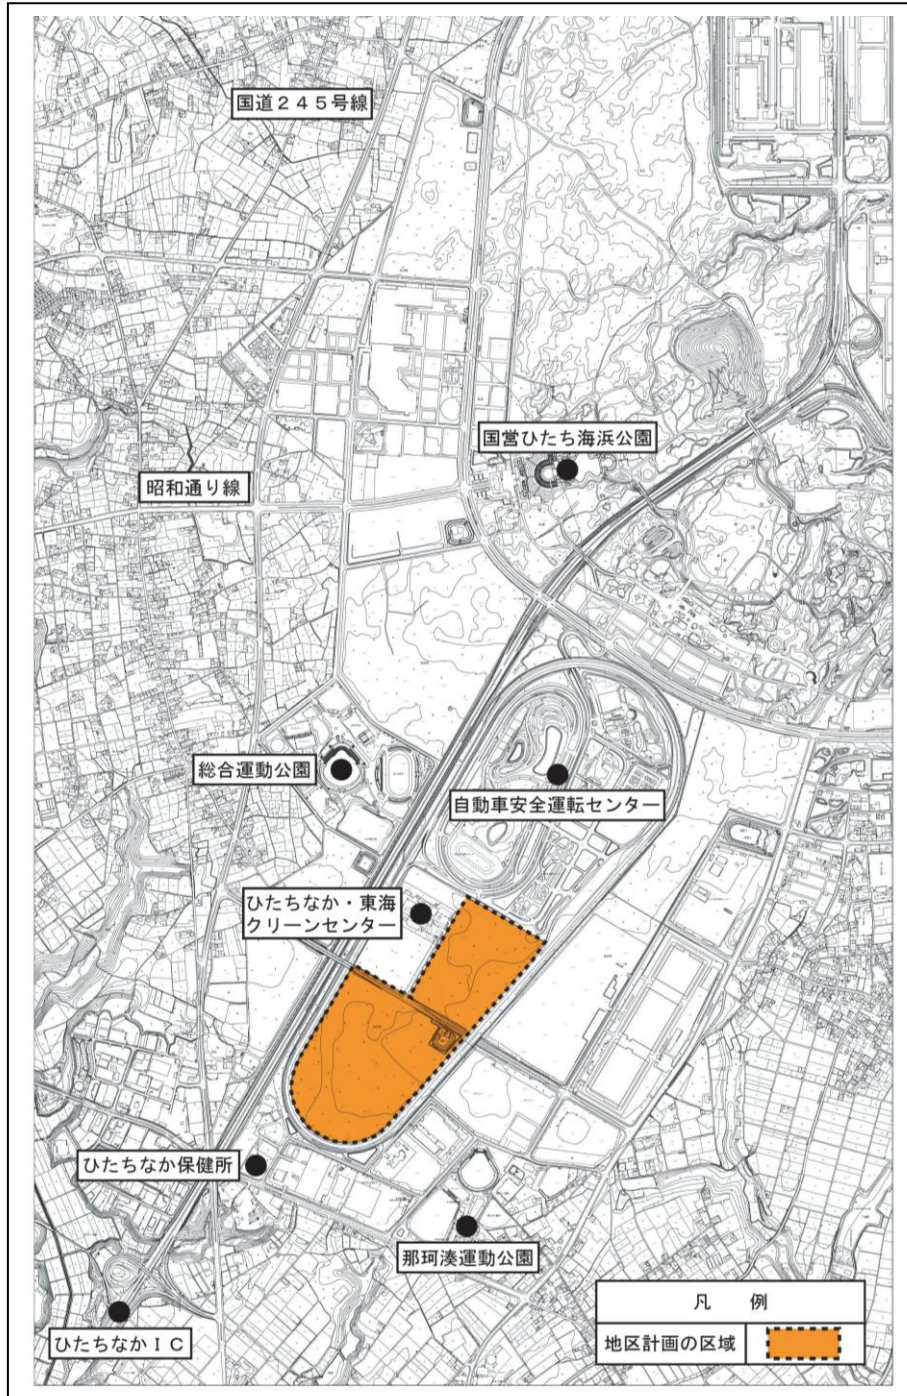 国道２４５号線
国営ひたち海浜公園
昭和通り線
総合運動公園
自動車安全運転センター
ひたちなか・東海
クリーンセンター
ひたちなか保健所
那珂湊運動公園
ひたちなかＩＣ
凡　例
地区計画の区域